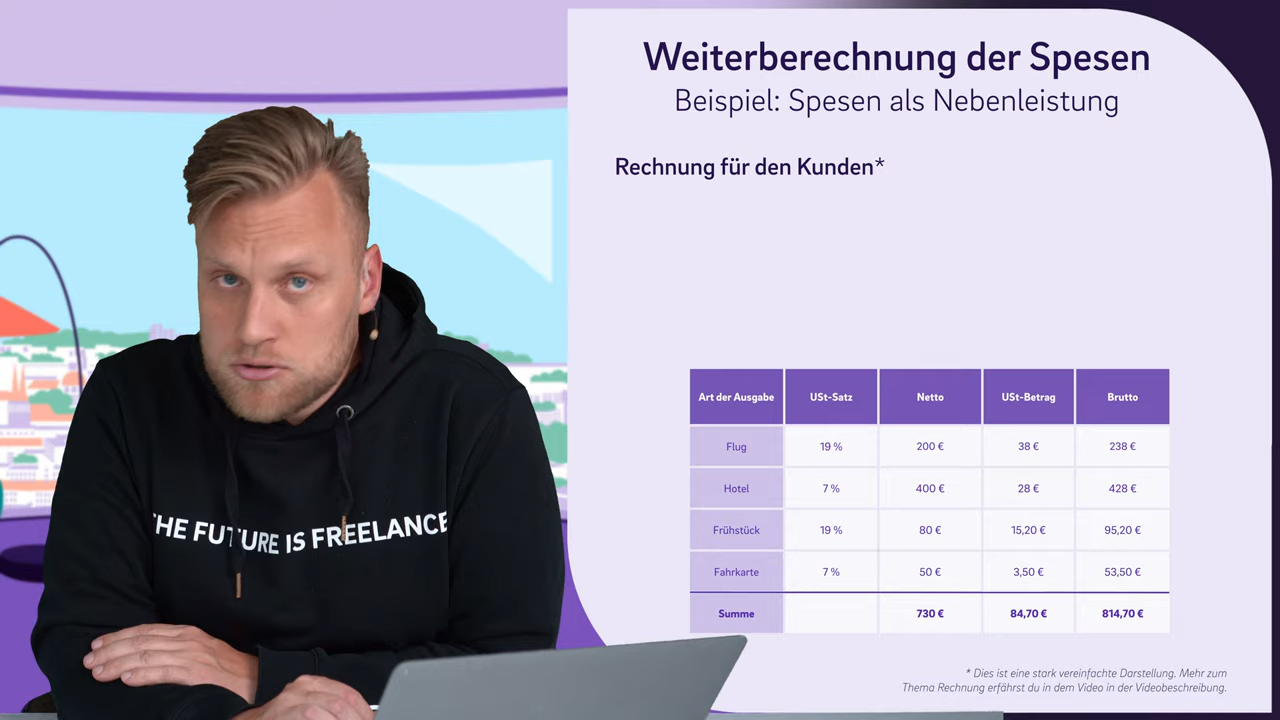 Weiterberechnung der Spesen
Beispiel: Spesen als Nebenleistung
Rechnung für den Kunden*
Art der Ausgabe USt-Satz Netto USt-Betrag Brutto
Flug 19 % 200 € 38 € 238 €
Hotel 7 % 400 € 28 € 428 €
Frühstück 19 % 80 € 15,20 € 95,20 €
Fahrkarte 7 % 50 € 3,50 € 53,50 €
Summe 730 € 84,70 € 814,70 €
* Dies ist eine stark vereinfachte Darstellung. Mehr zum
Thema Rechnung erfährst du in dem Video in der Videobeschreibung.
THE FUTURE IS FREELANCE